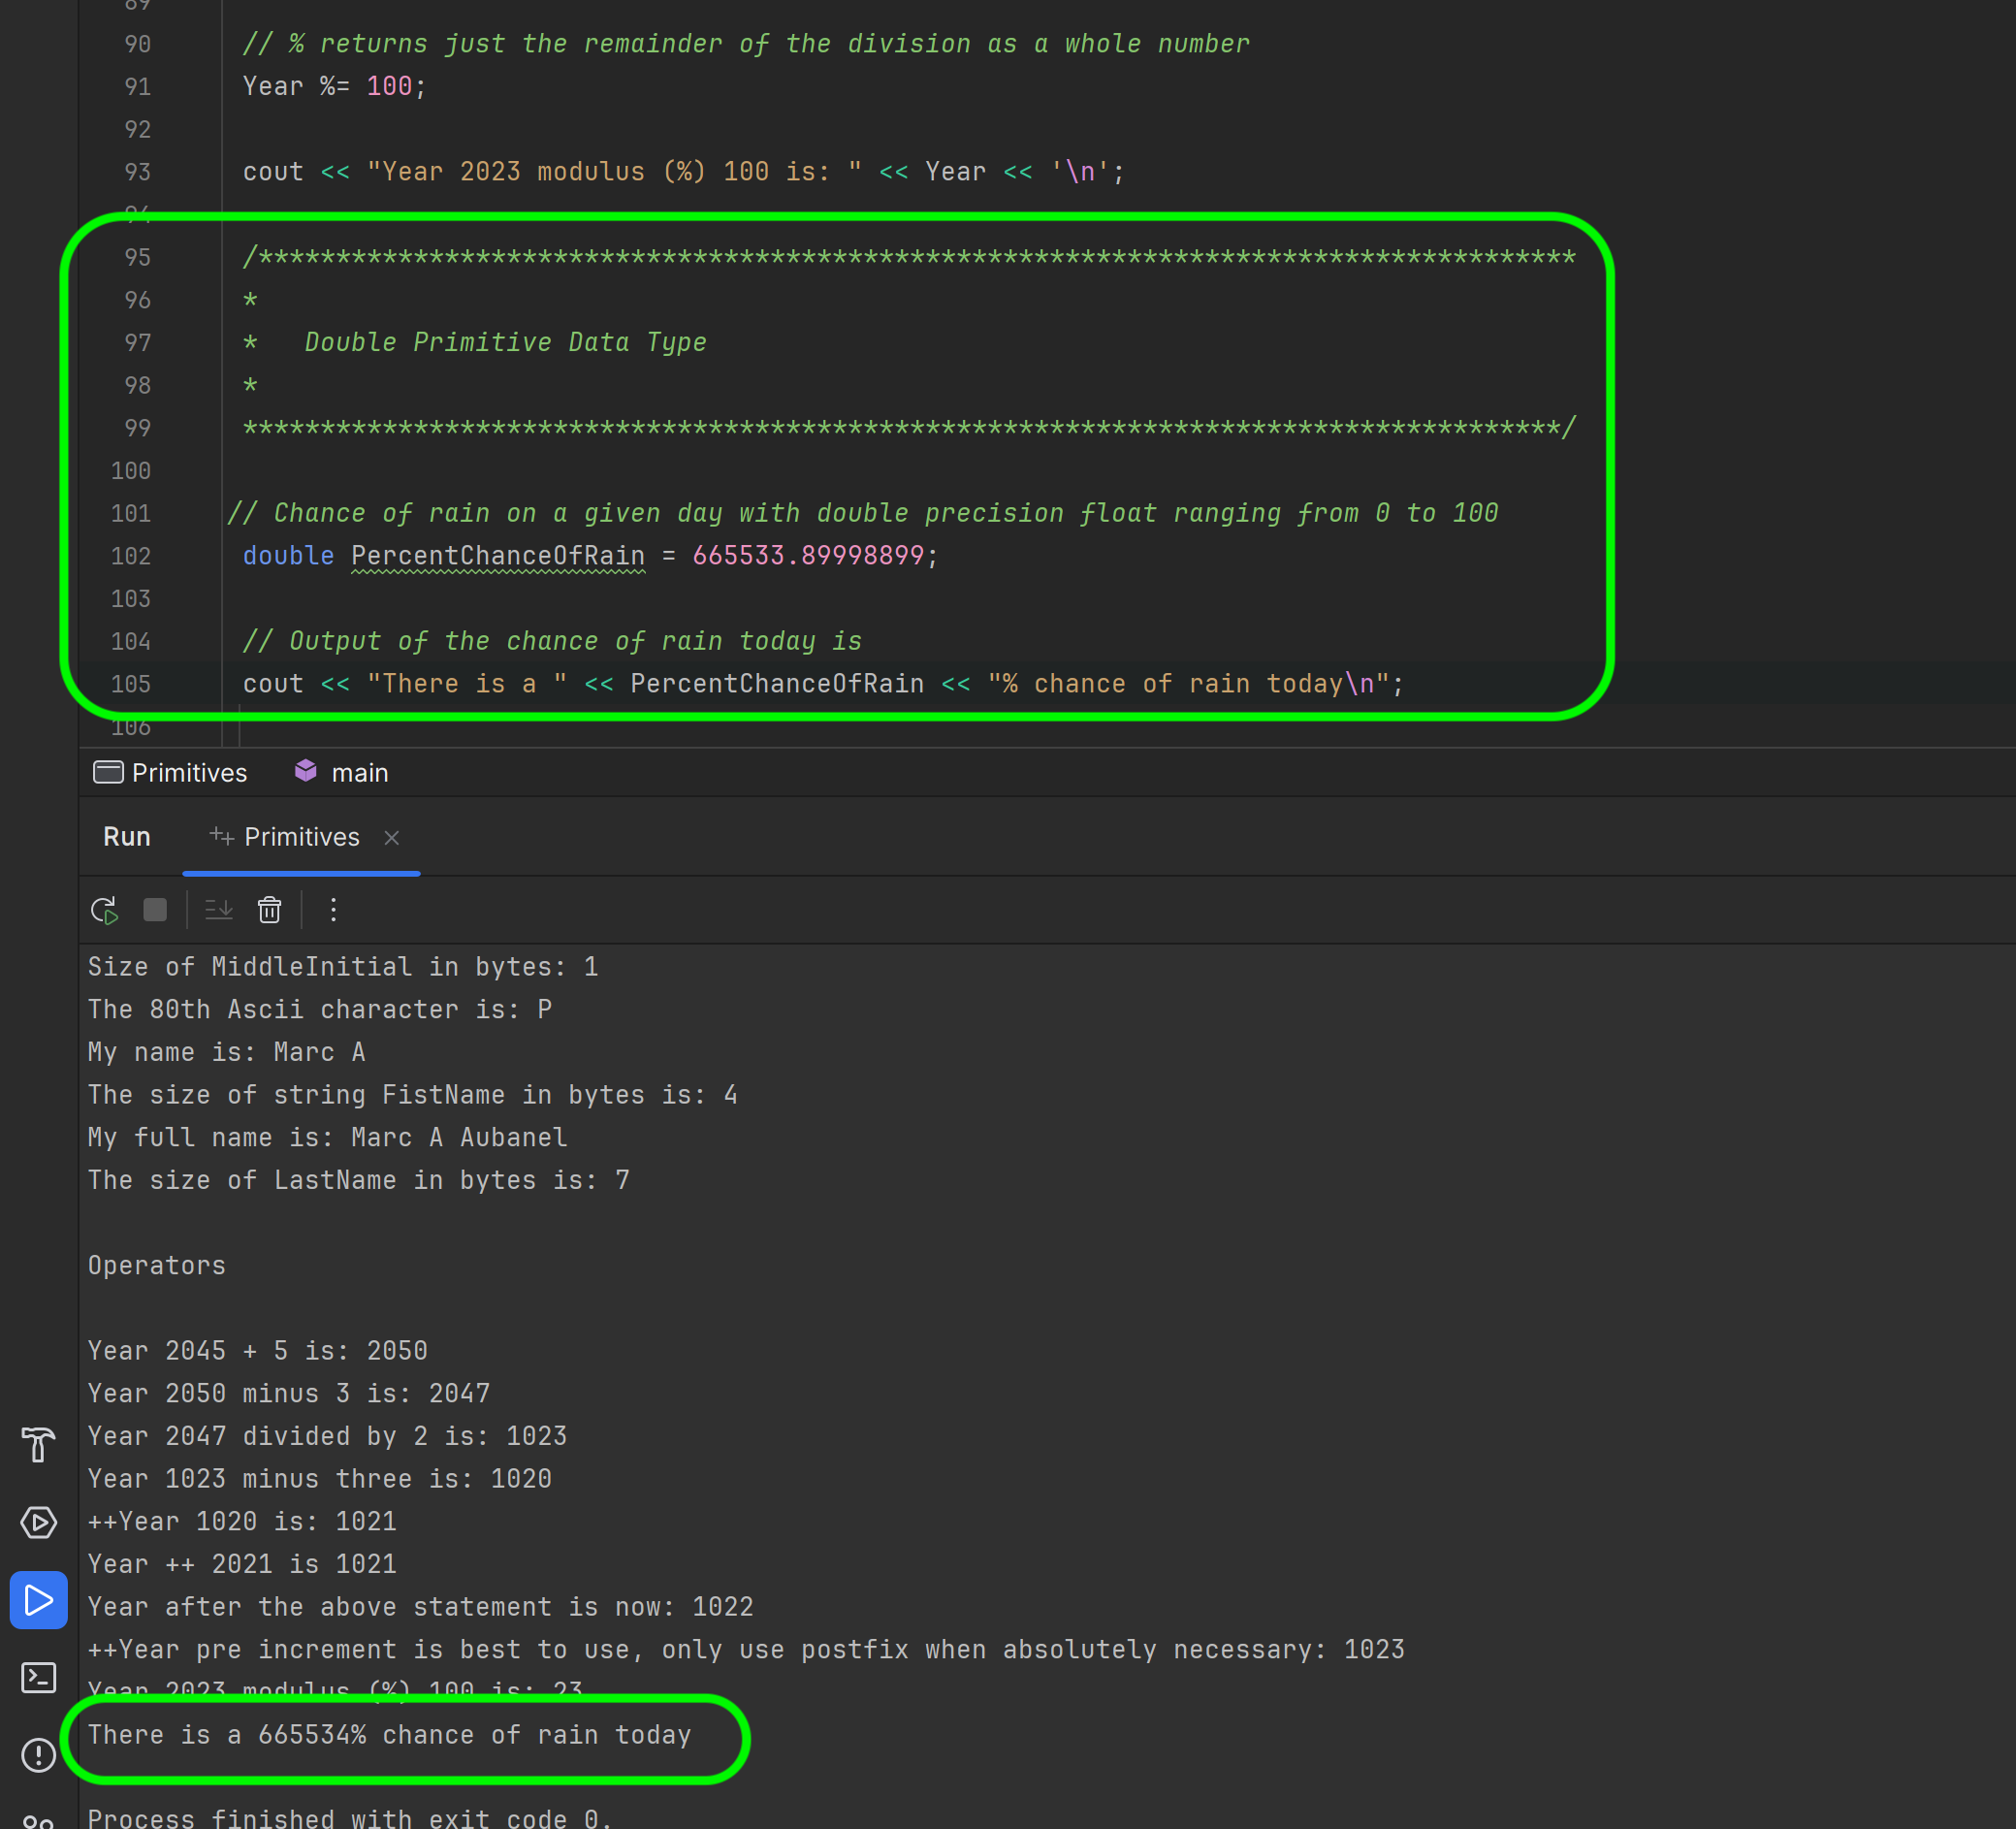 89
90 // % returns just the remainder of the division as a whole number
91 Year %= 100;
92
93 cout << "Year 2023 modulus (%) 100 is: " << Year << '\n';
94
95 /*************************************************************************************
96 *
97 *   Double Primitive Data Type
98 *
99 *************************************************************************************/
100
101 // Chance of rain on a given day with double precision float ranging from 0 to 100
102 double PercentChanceOfRain = 665533.89998899;
103
104 // Output of the chance of rain today is
105 cout << "There is a " << PercentChanceOfRain << "% chance of rain today\n";
106
Primitives main
Run Primitives
Size of MiddleInitial in bytes: 1
The 80th Ascii character is: P
My name is: Marc A
The size of string FistName in bytes is: 4
My full name is: Marc A Aubanel
The size of LastName in bytes is: 7
Operators
Year 2045 + 5 is: 2050
Year 2050 minus 3 is: 2047
Year 2047 divided by 2 is: 1023
Year 1023 minus three is: 1020
++Year 1020 is: 1021
Year ++ 2021 is 1021
Year after the above statement is now: 1022
++Year pre increment is best to use, only use postfix when absolutely necessary: 1023
Year 2023 modulus (%) 100 is: 23
There is a 665534% chance of rain today
Process finished with exit code 0.